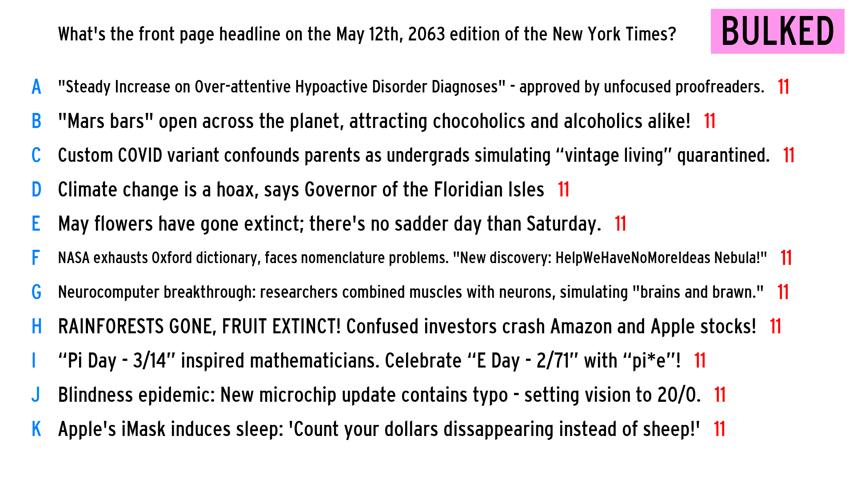 What's the front page headline on the May 12th, 2063 edition of the New York Times?
BULKED
A "Steady Increase on Over-attentive Hypoactive Disorder Diagnoses" - approved by unfocused proofreaders. 11
B "Mars bars" open across the planet, attracting chocoholics and alcoholics alike! 11
C Custom COVID variant confounds parents as undergrads simulating “vintage living” quarantined. 11
D Climate change is a hoax, says Governor of the Floridian Isles 11
E May flowers have gone extinct; there's no sadder day than Saturday. 11
F NASA exhausts Oxford dictionary, faces nomenclature problems. "New discovery: HelpWeHaveNoMoreIdeas Nebula!" 11
G Neurocomputer breakthrough: researchers combined muscles with neurons, simulating "brains and brawn." 11
H RAINFORESTS GONE, FRUIT EXTINCT! Confused investors crash Amazon and Apple stocks! 11
I “Pi Day - 3/14” inspired mathematicians. Celebrate “E Day - 2/71” with “pi*e”! 11
J Blindness epidemic: New microchip update contains typo - setting vision to 20/0. 11
K Apple's iMask induces sleep: 'Count your dollars dissappearing instead of sheep!' 11